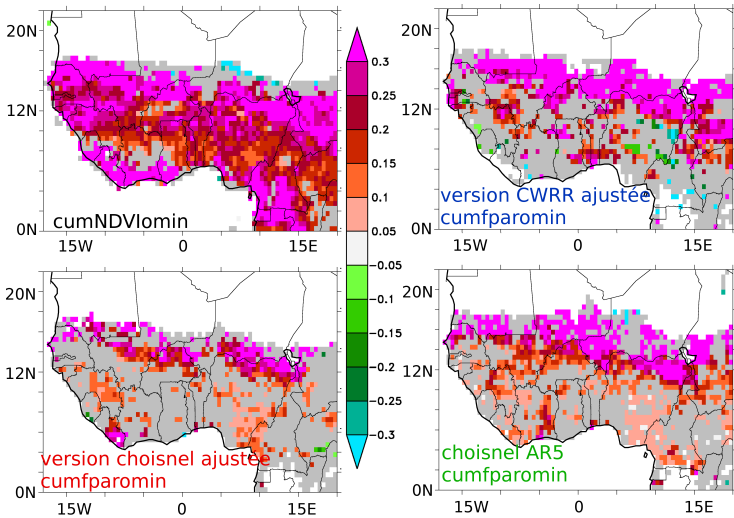 20N
12N
0N
15W
0
15E
cumNDVIomin
0.3
0.25
0.2
0.15
0.1
0.05
−0.05
−0.1
−0.15
−0.2
−0.25
−0.3
20N
12N
0N
15W
0
15E
version CWRR ajustée
cumfparomin
20N
12N
0N
15W
0
15E
version choisnel ajustée
cumfparomin
20N
12N
0N
15W
0
15E
choisnel AR5
cumfparomin